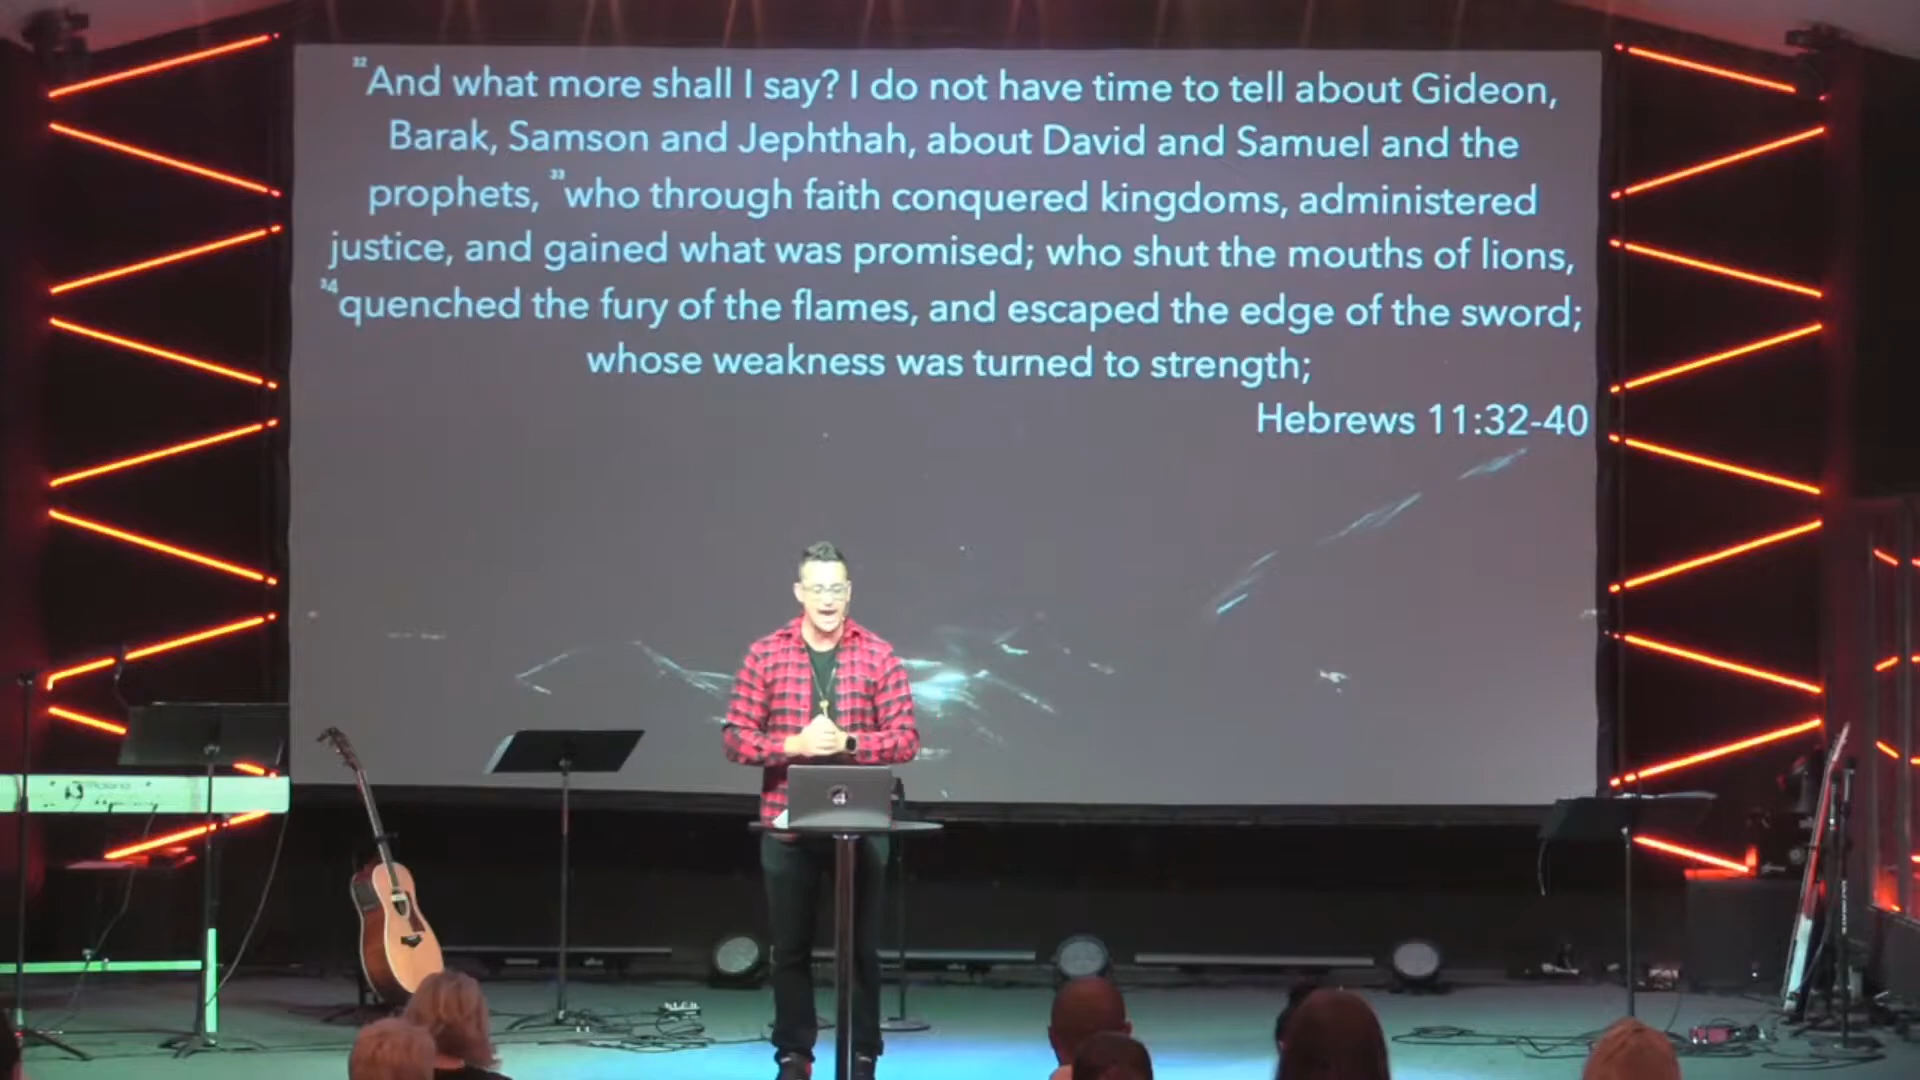 ³²And what more shall I say? I do not have time to tell about Gideon,
Barak, Samson and Jephthah, about David and Samuel and the
prophets, ³³who through faith conquered kingdoms, administered
justice, and gained what was promised; who shut the mouths of lions,
³⁴quenched the fury of the flames, and escaped the edge of the sword;
whose weakness was turned to strength;
Hebrews 11:32-40
Roland